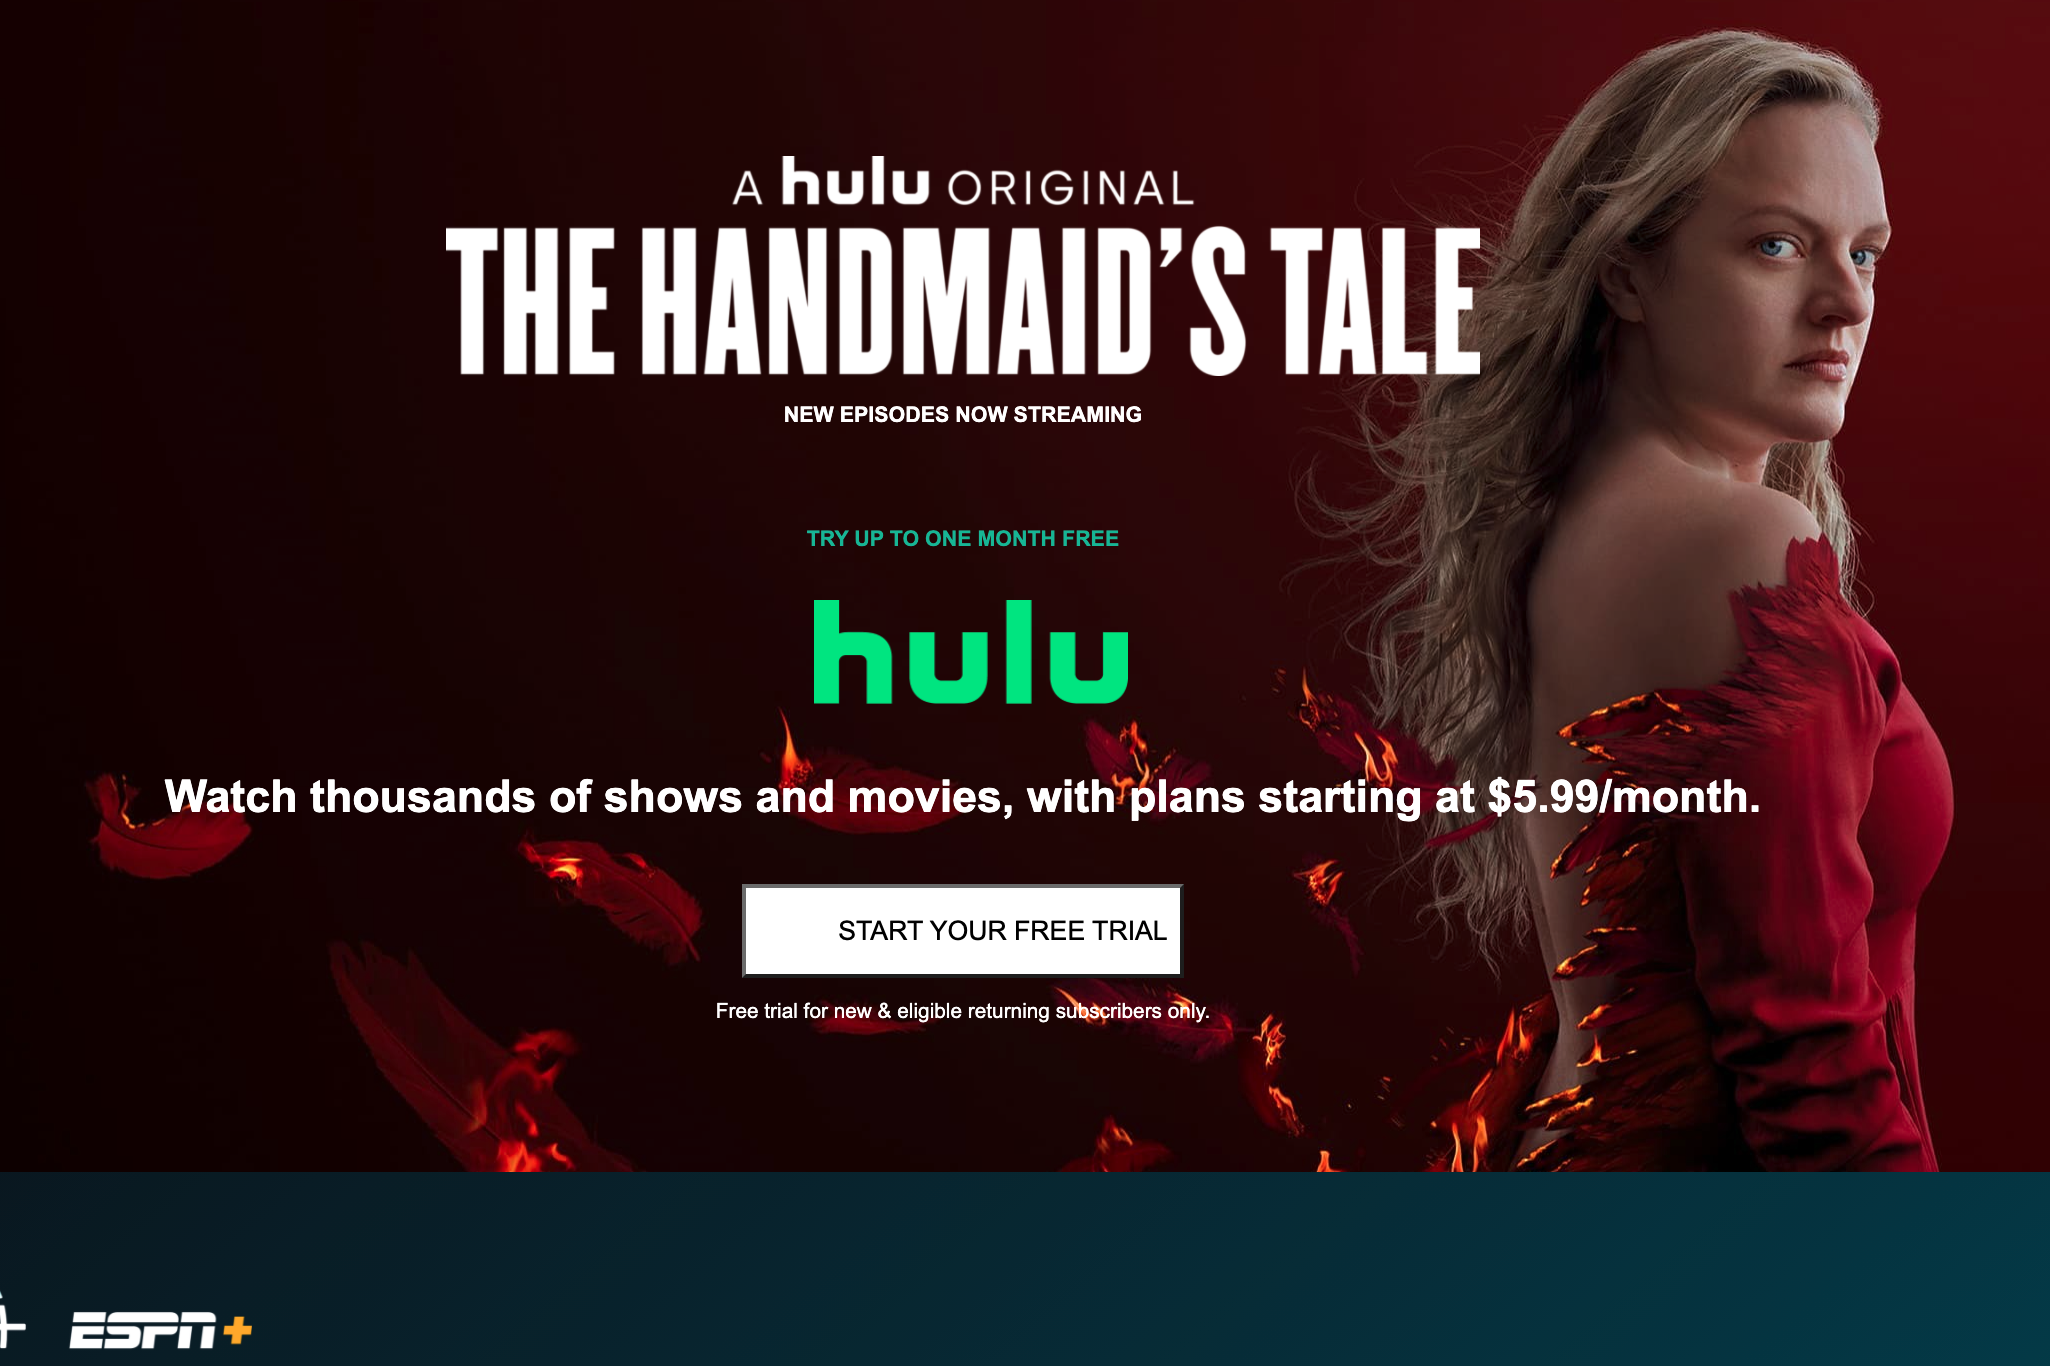 A hulu ORIGINAL
THE HANDMAID'S TALE
NEW EPISODES NOW STREAMING
TRY UP TO ONE MONTH FREE
hulu
Watch thousands of shows and movies, with plans starting at $5.99/month.
START YOUR FREE TRIAL
Free trial for new & eligible returning subscribers only.
ESPN+